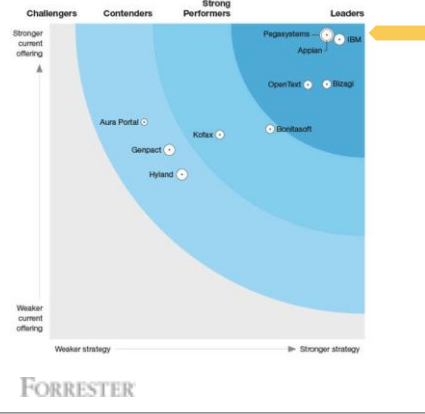 Challengers
Contenders
Strong
Performers
Leaders
Stronger
current
offering
Pegasystems
IBM
Appian
OpenText
Bizagi
Aura Portal
Kofax
Bonitasoft
Genpact
Hyland
Weaker
current
offering
Weaker strategy
Stronger strategy
FORRESTER